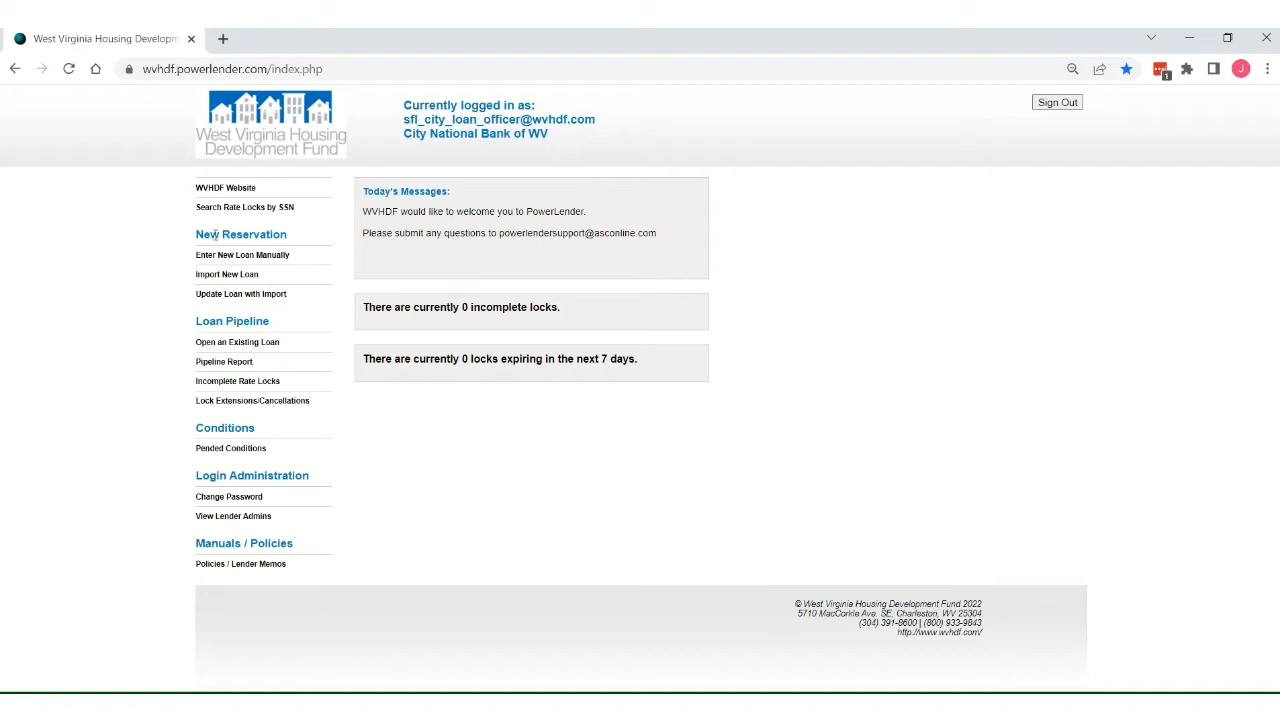 West Virginia Housing Developm
wvhdf.powerlender.com/index.php
1
J
West Virginia Housing
Development Fund
Currently logged in as:
sfl_city_loan_officer@wvhdf.com
City National Bank of WV
Sign Out
WVHDF Website
Search Rate Locks by SSN
New Reservation
Enter New Loan Manually
Import New Loan
Update Loan with Import
Loan Pipeline
Open an Existing Loan
Pipeline Report
Incomplete Rate Locks
Lock Extensions/Cancellations
Conditions
Pended Conditions
Login Administration
Change Password
View Lender Admins
Manuals / Policies
Policies / Lender Memos
Today's Messages:
WVHDF would like to welcome you to PowerLender.
Please submit any questions to powerlendersupport@asconline.com
There are currently 0 incomplete locks.
There are currently 0 locks expiring in the next 7 days.
© West Virginia Housing Development Fund 2022
5710 MacCorkle Ave. SE, Charleston, WV 25304
(304) 391-8600 | (800) 933-9843
http://www.wvhdf.com/